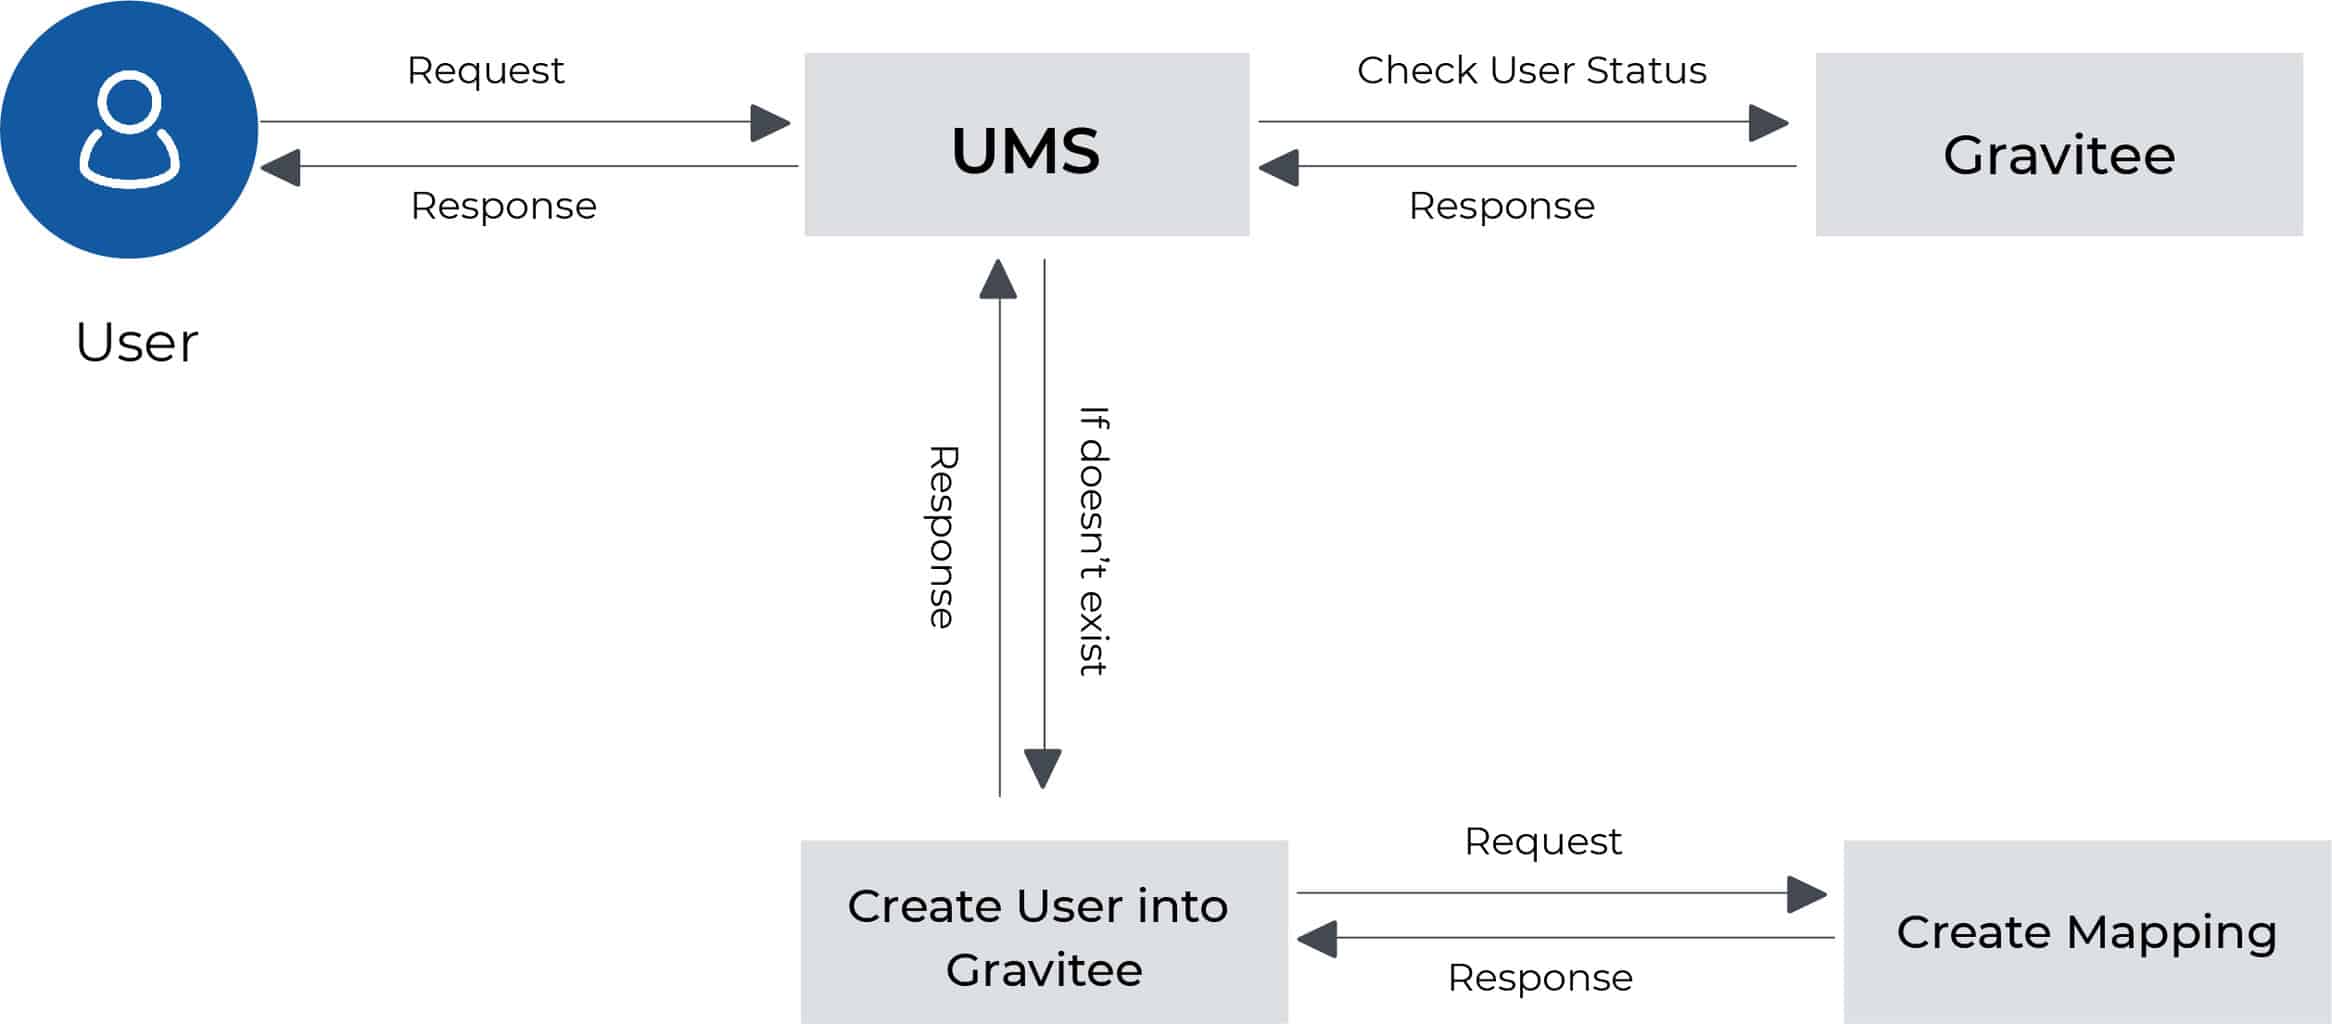 Request
Check User Status
UMS
Gravitee
Response
Response
User
Response
If doesn't exist
Request
Create User into
Gravitee
Create Mapping
Response